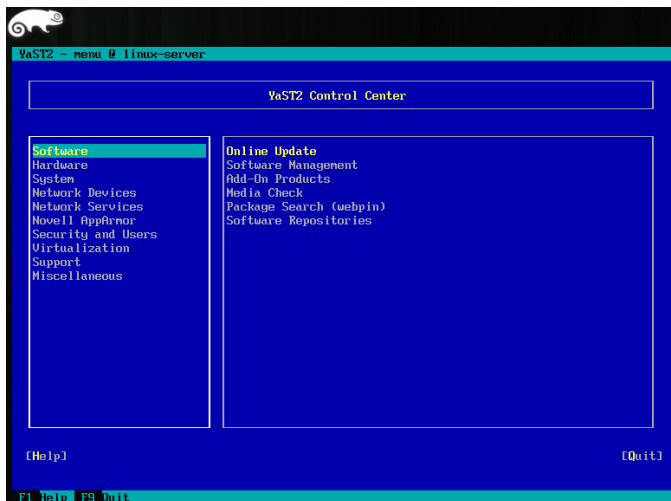 YaST2 - menu @ linux-server
YaST2 Control Center
Software
Hardware
System
Network Devices
Network Services
Novell AppArmor
Security and Users
Virtualization
Support
Miscellaneous
Online Update
Software Management
Add-On Products
Media Check
Package Search (webpin)
Software Repositories
[Help] [Quit]
F1 Help F9 Quit